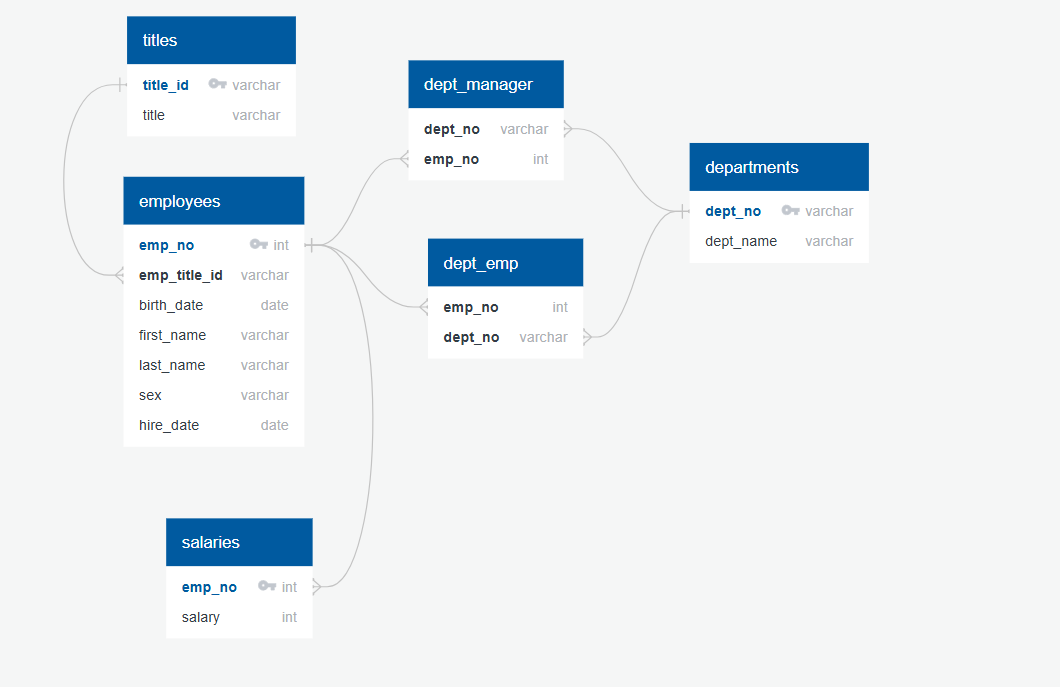 titles
title_id varchar
title varchar
employees
emp_no int
emp_title_id varchar
birth_date date
first_name varchar
last_name varchar
sex varchar
hire_date date
salaries
emp_no int
salary int
dept_manager
dept_no varchar
emp_no int
dept_emp
emp_no int
dept_no varchar
departments
dept_no varchar
dept_name varchar